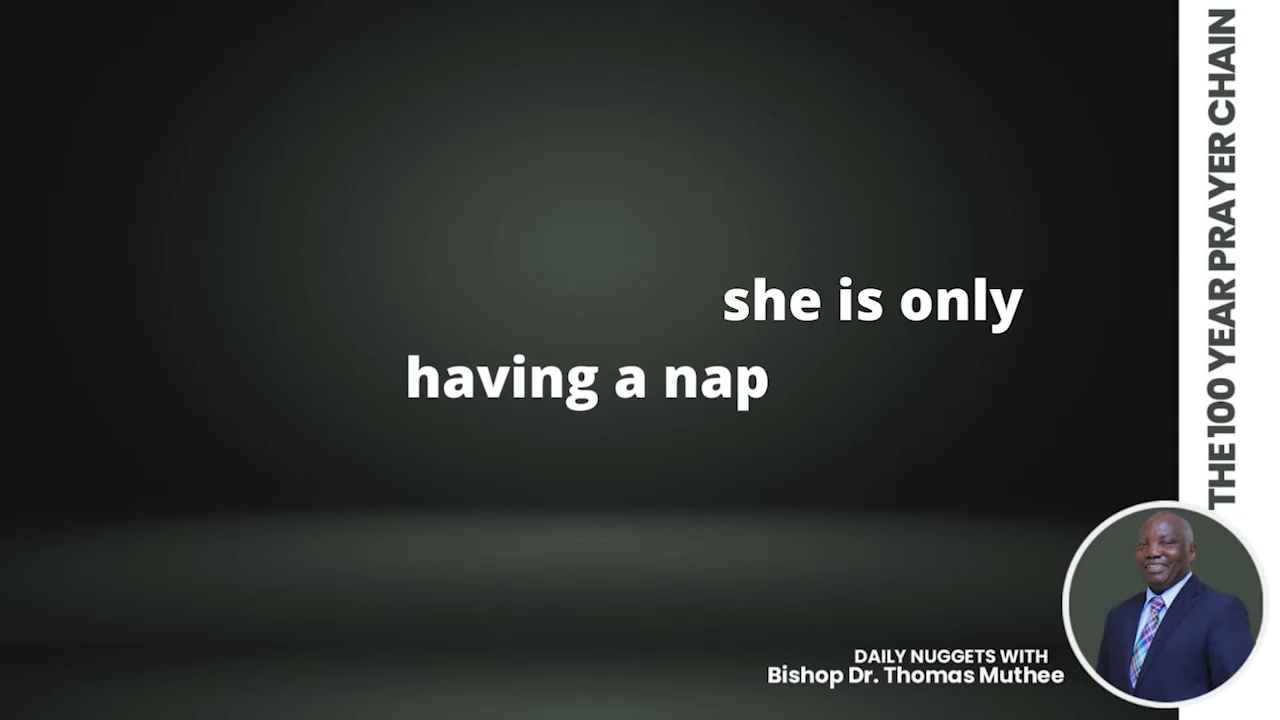 she is only
having a nap
THE 100 YEAR PRAYER CHAIN
DAILY NUGGETS WITH
Bishop Dr. Thomas Muthee